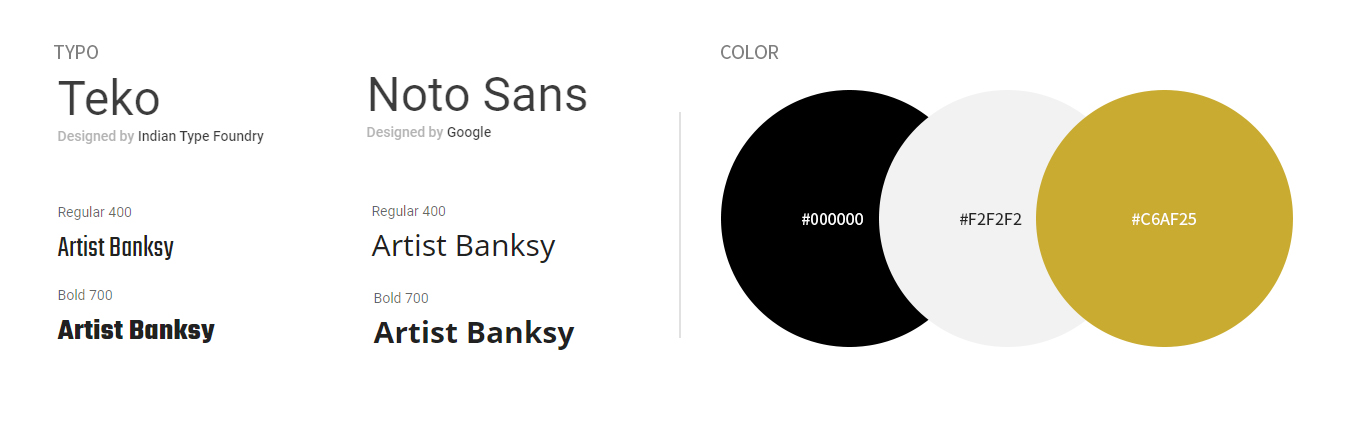 TYPO
Teko
Designed by Indian Type Foundry
Regular 400
Artist Banksy
Bold 700
Artist Banksy
Noto Sans
Designed by Google
Regular 400
Artist Banksy
Bold 700
Artist Banksy
COLOR
#000000
#F2F2F2
#C6AF25